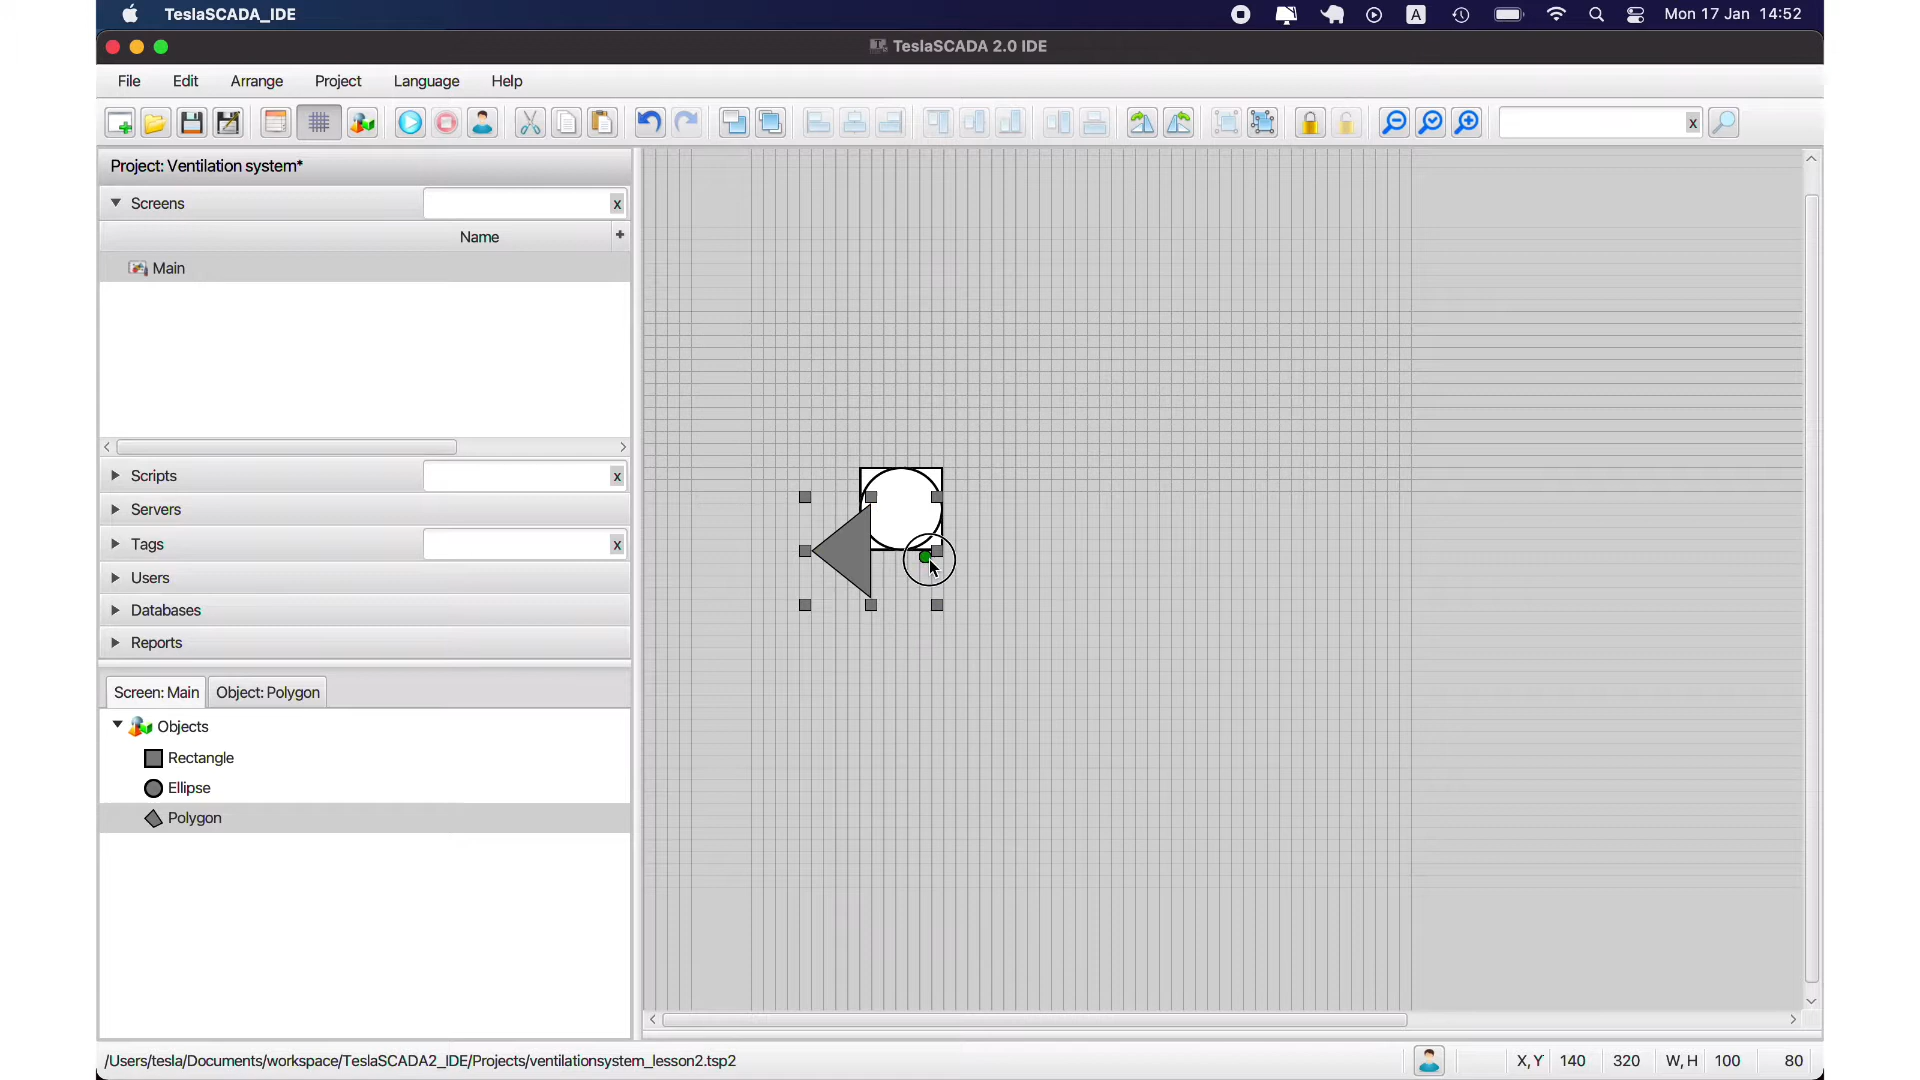 TeslaSCADA_IDE
A
Mon 17 Jan 14:52
TeslaSCADA 2.0 IDE
File Edit Arrange Project Language Help
x
Project: Ventilation system*
Screens x
Name +
Main
Scripts x
Servers
Tags x
Users
Databases
Reports
Screen: Main Object: Polygon
Objects
Rectangle
Ellipse
Polygon
/Users/tesla/Documents/workspace/TeslaSCADA2_IDE/Projects/ventilationsystem_lesson2.tsp2
X,Y 140 320 W,H 100 80